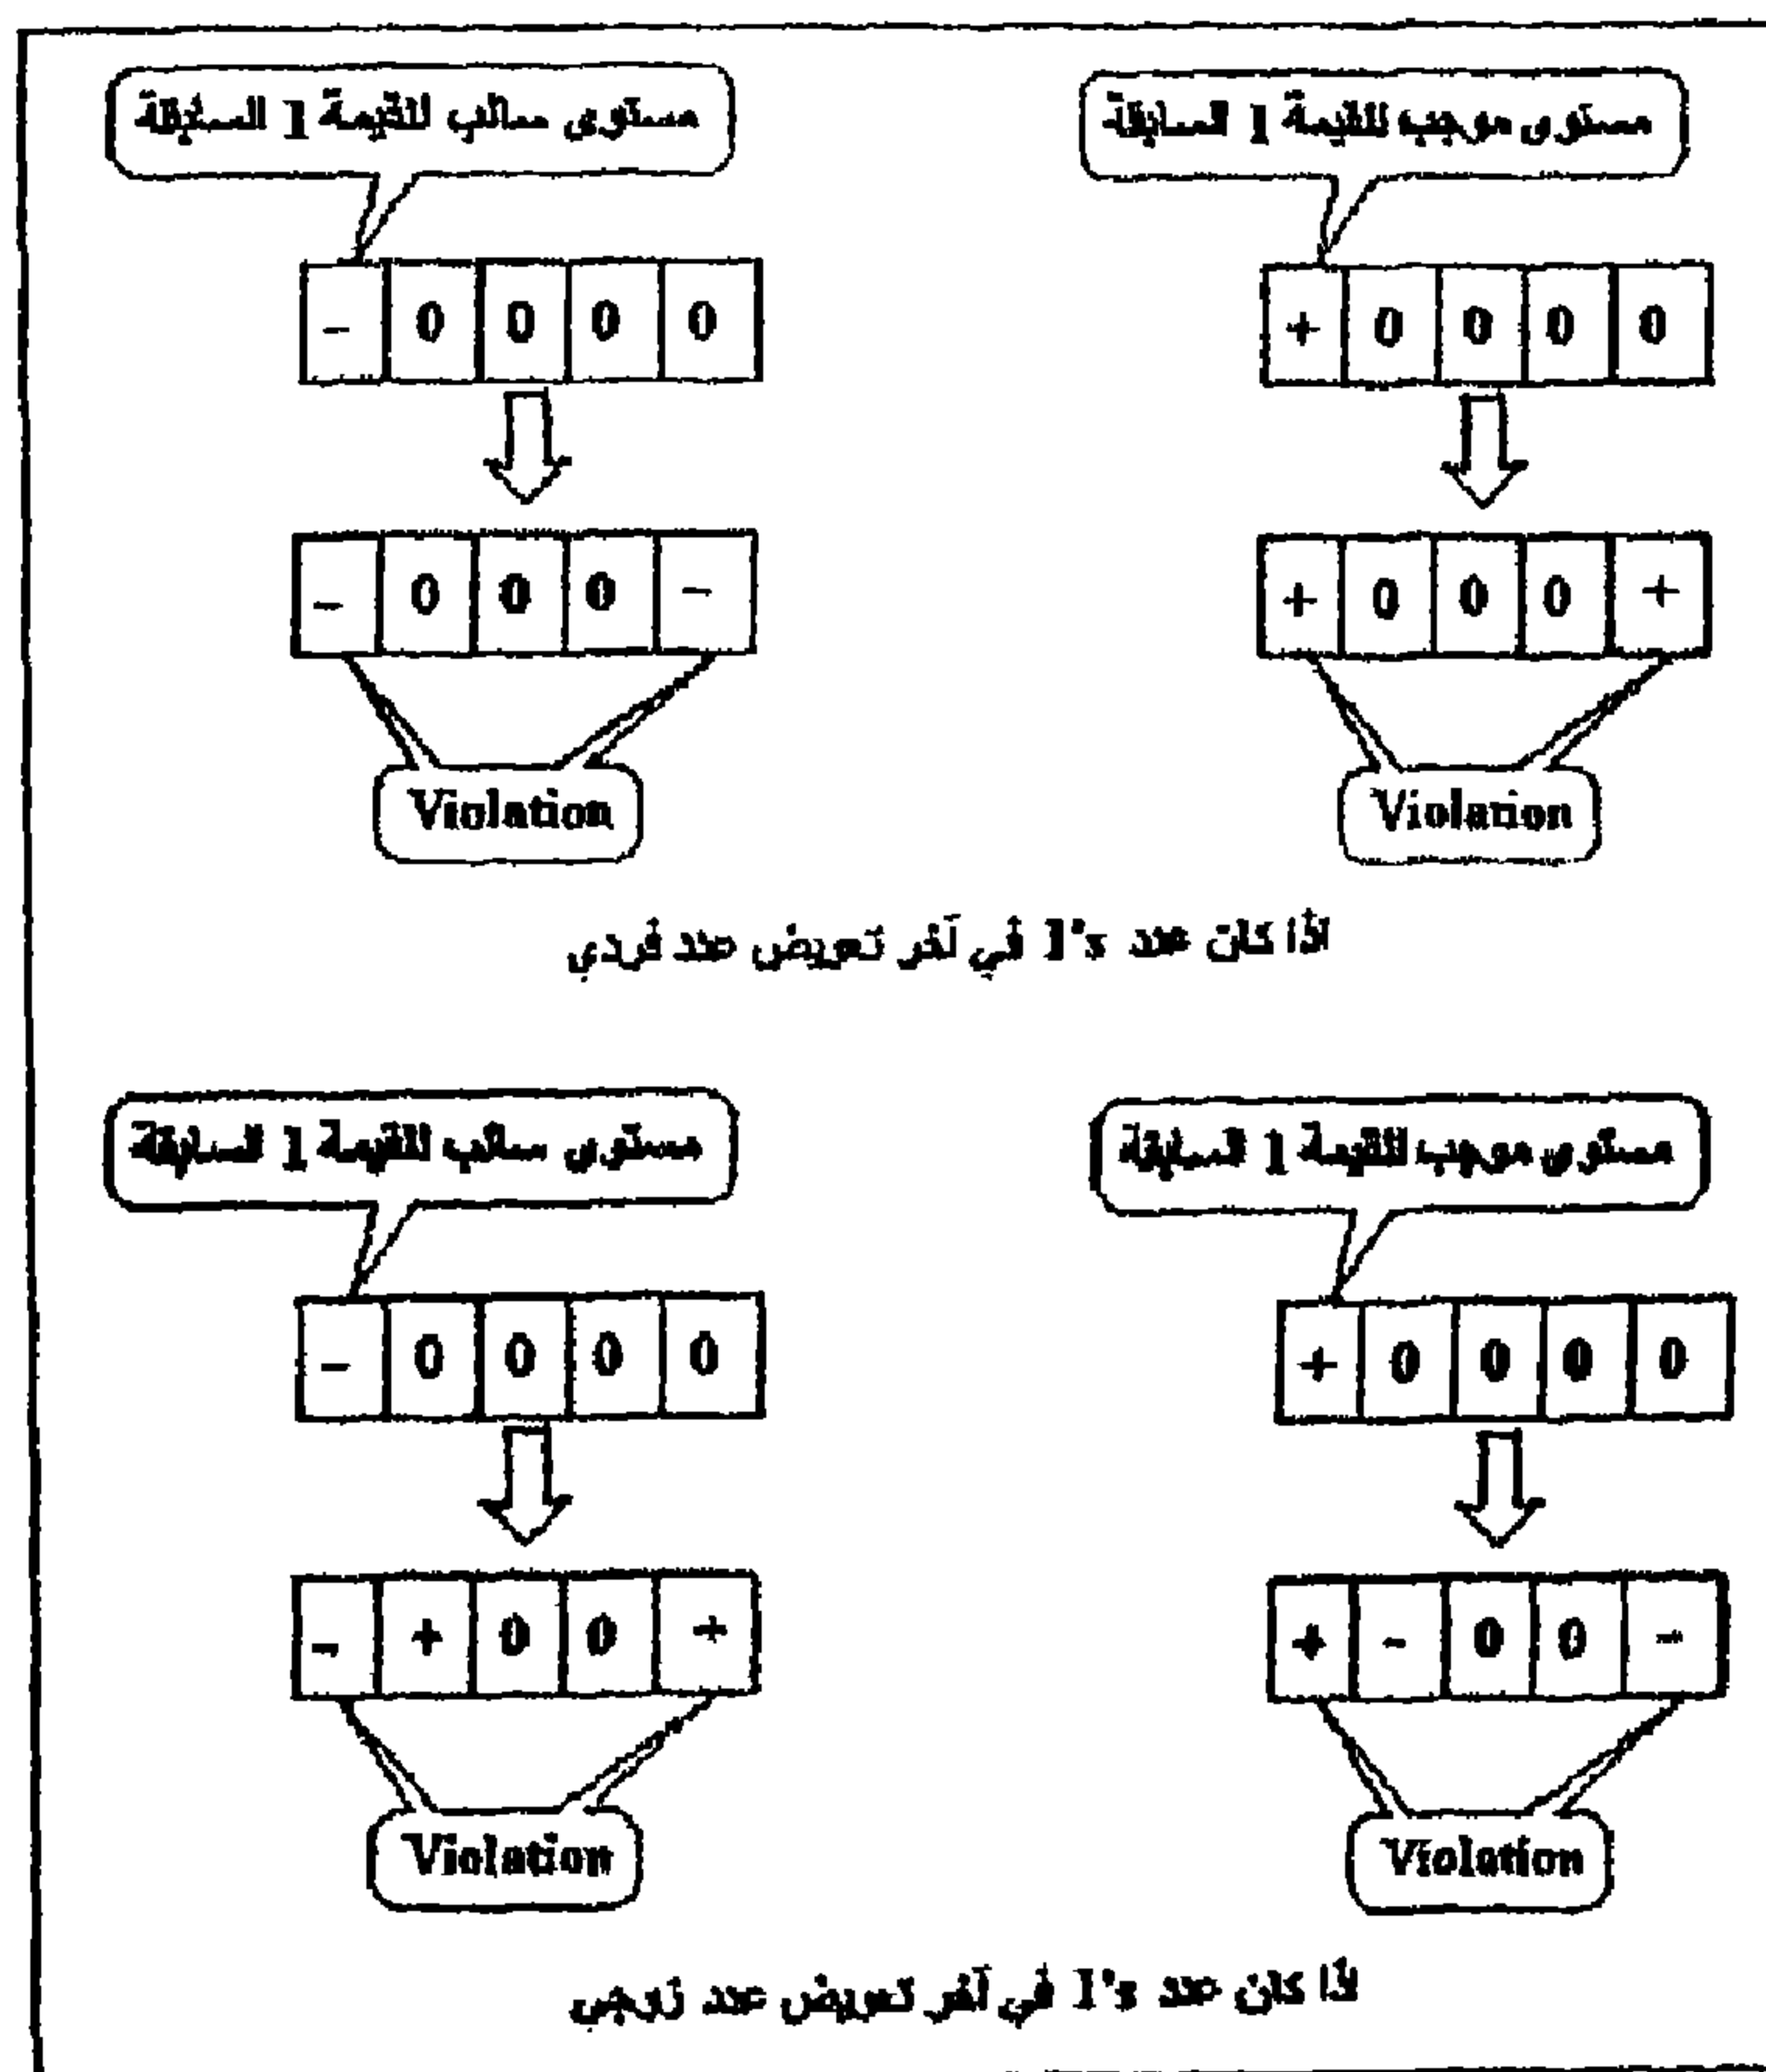 مستوى سالب للقيمة 1 السابقة
مستوى موجب للقيمة 1 السابقة
- 0 0 0 0
+ 0 0 0 0
- 0 0 0 -
+ 0 0 0 +
Violation
Violation
اذا كان عدد 1's في آخر تعويض عدد فردي
مستوى سالب للقيمة 1 السابقة
مستوى موجب للقيمة 1 السابقة
- 0 0 0 0
+ 0 0 0 0
- + 0 0 +
+ - 0 0 -
Violation
Violation
اذا كان عدد 1's في آخر تعويض عدد زوجي